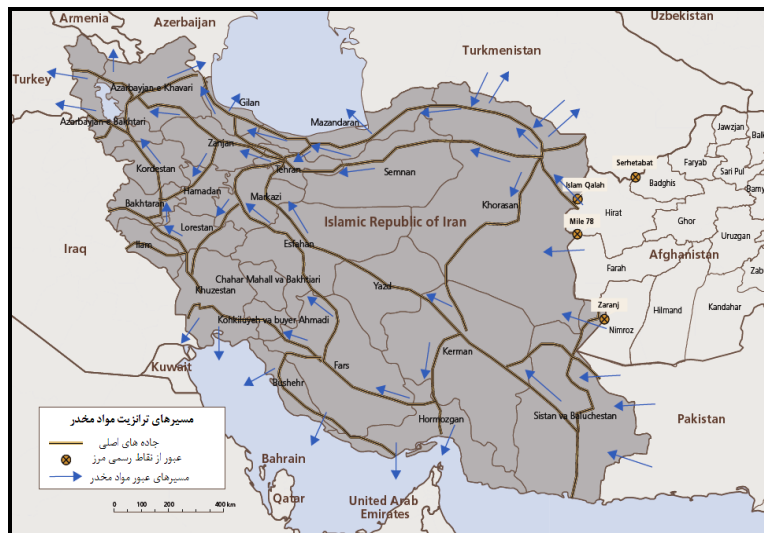 Armenia
Azerbaijan
Uzbekistan
Turkey
Turkmenistan
Azarbayjan-e Khavari
Gilan
Mazandaran
Azarbayjan-e Bakhtari
Zanjan
Tehran
Semnan
Kordestan
Hamadan
Markazi
Khorasan
Bakhtaran
Lorestan
Islamic Republic of Iran
Ilam
Iraq
Esfahan
Khuzestan
Chahar Mahall va Bakhtiari
Yazd
Kohkiluyeh va buyer-Ahmadi
Kuwait
Fars
Kerman
Bushehr
Hormozgan
Sistan va Baluchestan
Jawzjan
Serhetabat
Faryab
Sari Pul
Badghis
Islam Qalah
Hirat
Mile 78
Ghor
Uruzgan
Afghanistan
Farah
Zaranj
Hilmand
Kandahar
Nimroz
Pakistan
Bahrain
Qatar
United Arab
Emirates
مسیرهای ترانزیت مواد مخدر
جاده های اصلی
عبور از نقاط رسمی مرز
مسیرهای عبور مواد مخدر
0 100 200 400 km